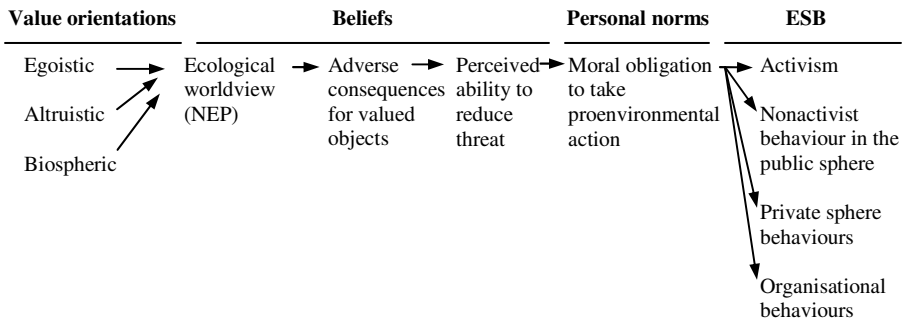 Value orientations
Beliefs
Personal norms
ESB
Egoistic
Altruistic
Biospheric
Ecological
worldview
(NEP)
Adverse
consequences
for valued
objects
Perceived
ability to
reduce
threat
Moral obligation
to take
proenvironmental
action
Activism
Nonactivist
behaviour in the
public sphere
Private sphere
behaviours
Organisational
behaviours